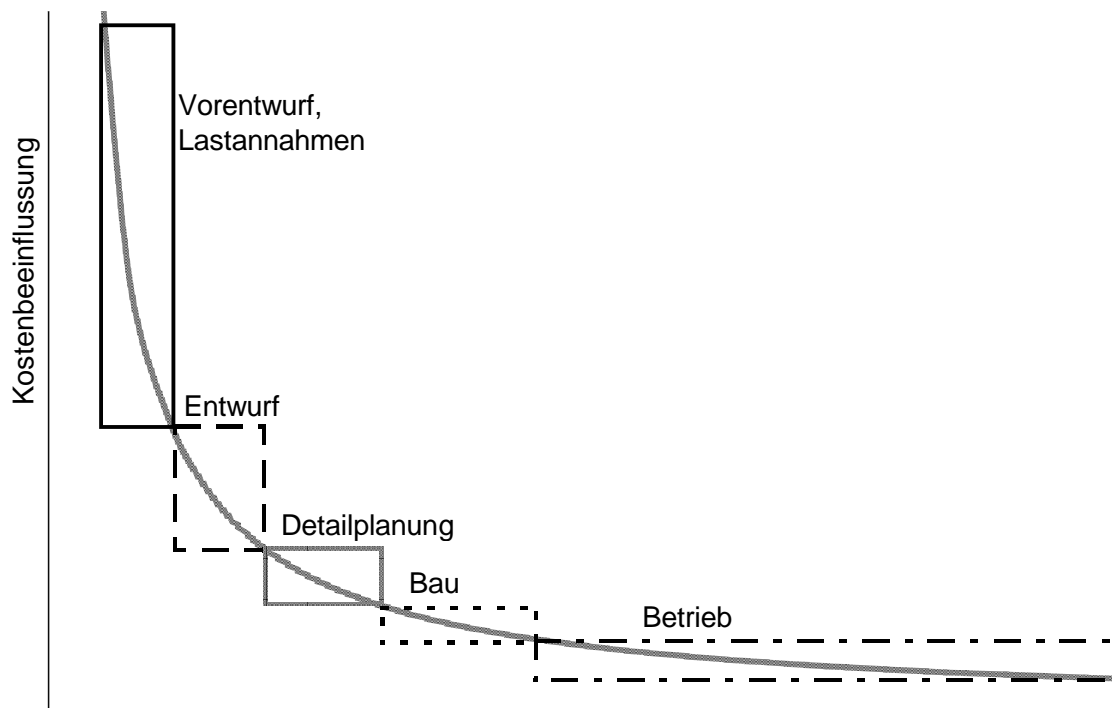 Kostenbeeinflussung
Vorentwurf,
Lastannahmen
Entwurf
Detailplanung
Bau
Betrieb